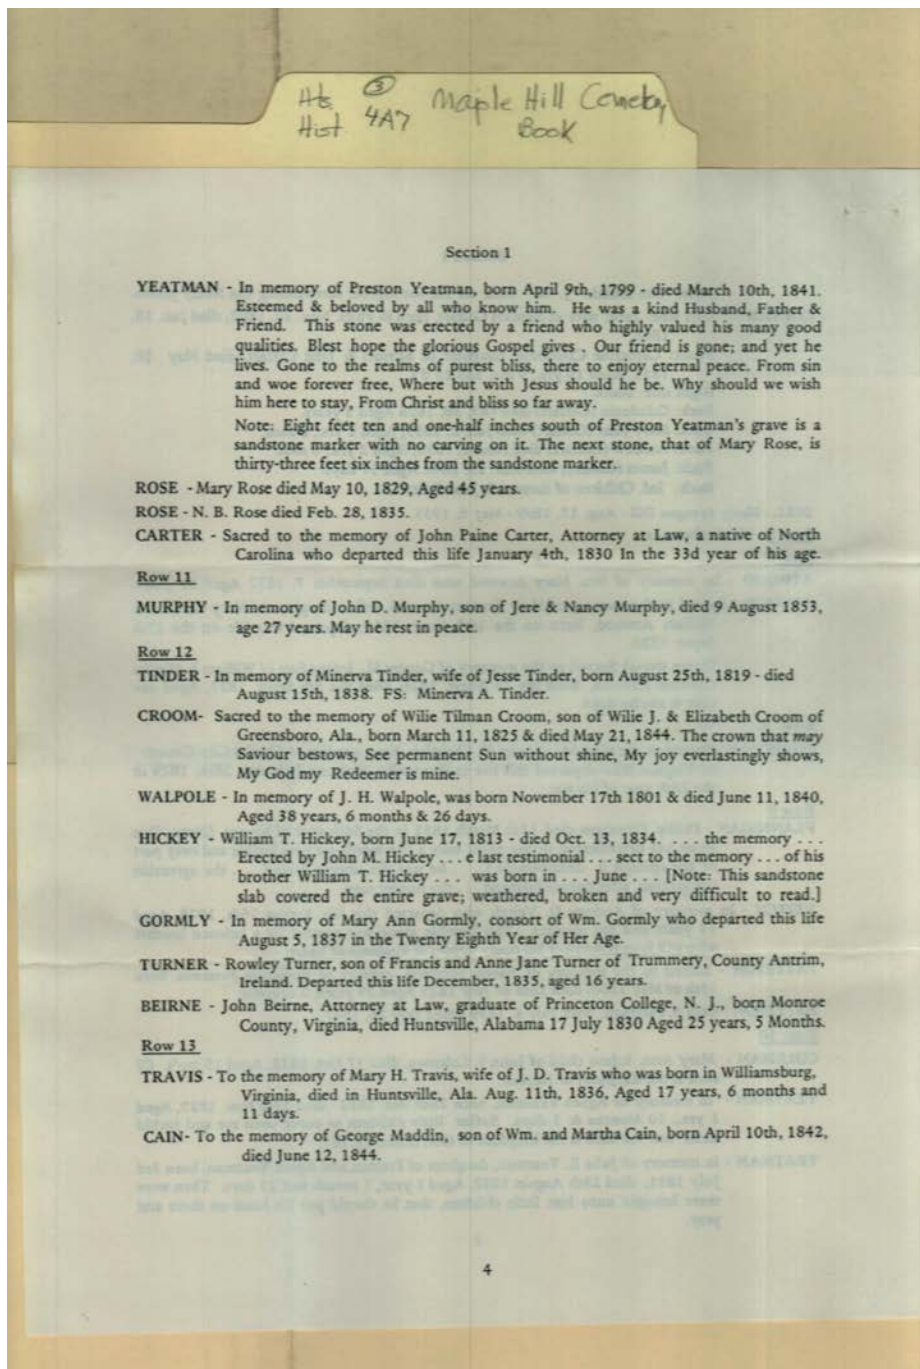 Hts ③ Maple Hill Cemetery
Hist 4A7 Book
Section 1
YEATMAN - In memory of Preston Yeatman, born April 9th, 1799 - died March 10th, 1841.
Esteemed & beloved by all who know him. He was a kind Husband, Father &
Friend. This stone was erected by a friend who highly valued his many good
qualities. Blest hope the glorious Gospel gives . Our friend is gone; and yet he
lives. Gone to the realms of purest bliss, there to enjoy eternal peace. From sin
and woe forever free, Where but with Jesus should he be. Why should we wish
him here to stay, From Christ and bliss so far away.
Note: Eight feet ten and one-half inches south of Preston Yeatman's grave is a
sandstone marker with no carving on it. The next stone, that of Mary Rose, is
thirty-three feet six inches from the sandstone marker.
ROSE - Mary Rose died May 10, 1829, Aged 45 years.
ROSE - N. B. Rose died Feb. 28, 1835.
CARTER - Sacred to the memory of John Paine Carter, Attorney at Law, a native of North
Carolina who departed this life January 4th, 1830 In the 33d year of his age.
Row 11
MURPHY - In memory of John D. Murphy, son of Jere & Nancy Murphy, died 9 August 1853,
age 27 years. May he rest in peace.
Row 12
TINDER - In memory of Minerva Tinder, wife of Jesse Tinder, born August 25th, 1819 - died
August 15th, 1838. FS: Minerva A. Tinder.
CROOM- Sacred to the memory of Wilie Tilman Croom, son of Wilie J. & Elizabeth Croom of
Greensboro, Ala., born March 11, 1825 & died May 21, 1844. The crown that may
Saviour bestows, See permanent Sun without shine, My joy everlastingly shows,
My God my Redeemer is mine.
WALPOLE - In memory of J. H. Walpole, was born November 17th 1801 & died June 11, 1840,
Aged 38 years, 6 months & 26 days.
HICKEY - William T. Hickey, born June 17, 1813 - died Oct. 13, 1834. . . . the memory . . .
Erected by John M. Hickey . . . e last testimonial . . . sect to the memory . . . of his
brother William T. Hickey . . . was born in . . . June . . . [Note: This sandstone
slab covered the entire grave; weathered, broken and very difficult to read.]
GORMLY - In memory of Mary Ann Gormly, consort of Wm. Gormly who departed this life
August 5, 1837 in the Twenty Eighth Year of Her Age.
TURNER - Rowley Turner, son of Francis and Anne Jane Turner of Trummery, County Antrim,
Ireland. Departed this life December, 1835, aged 16 years.
BEIRNE - John Beirne, Attorney at Law, graduate of Princeton College, N. J., born Monroe
County, Virginia, died Huntsville, Alabama 17 July 1830 Aged 25 years, 5 Months.
Row 13
TRAVIS - To the memory of Mary H. Travis, wife of J. D. Travis who was born in Williamsburg,
Virginia, died in Huntsville, Ala. Aug. 11th, 1836, Aged 17 years, 6 months and
11 days.
CAIN- To the memory of George Maddin, son of Wm. and Martha Cain, born April 10th, 1842,
died June 12, 1844.
4